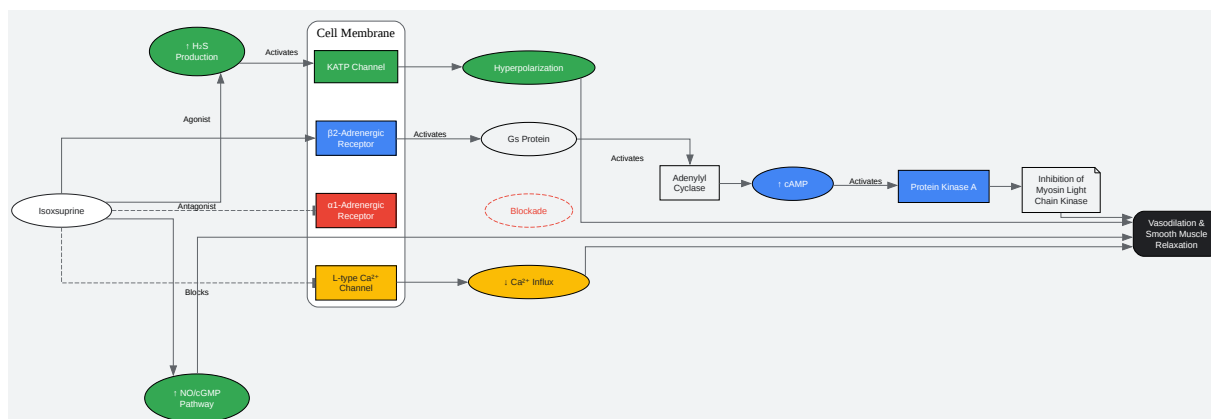 Cell Membrane
↑ H₂S
Production
Activates
KATP Channel
Hyperpolarization
Agonist
β2-Adrenergic
Receptor
Activates
Gs Protein
Activates
Adenylyl
Cyclase
↑ cAMP
Activates
Protein Kinase A
Inhibition of
Myosin Light
Chain Kinase
Isoxsuprine
Antagonist
α1-Adrenergic
Receptor
Blockade
Vasodilation &
Smooth Muscle
Relaxation
Blocks
L-type Ca²⁺
Channel
↓ Ca²⁺ Influx
↑ NO/cGMP
Pathway